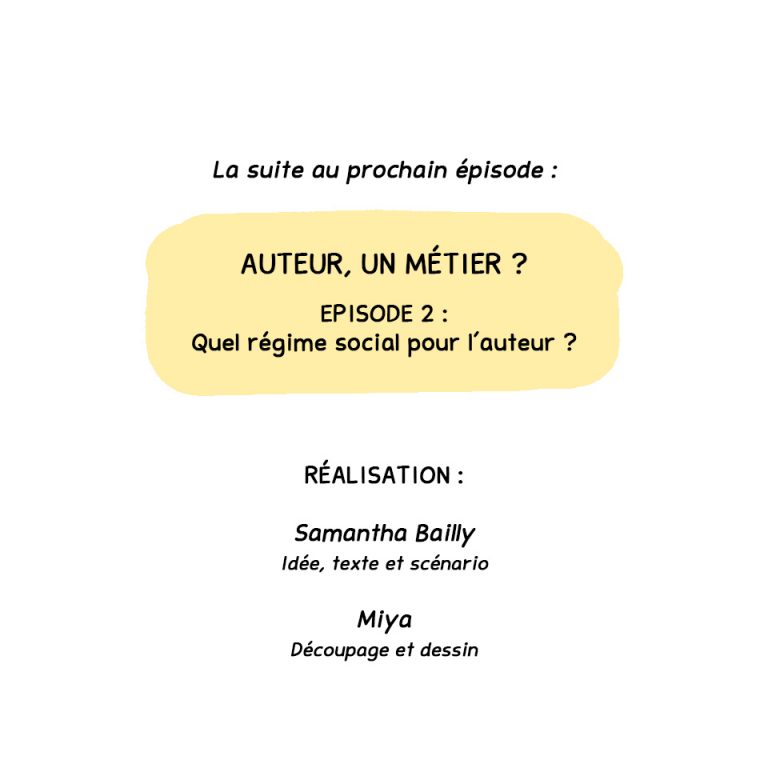 La suite au prochain épisode :
AUTEUR, UN MÉTIER ?
EPISODE 2 :
Quel régime social pour l'auteur ?
RÉALISATION :
Samantha Bailly
Idée, texte et scénario
Miya
Découpage et dessin